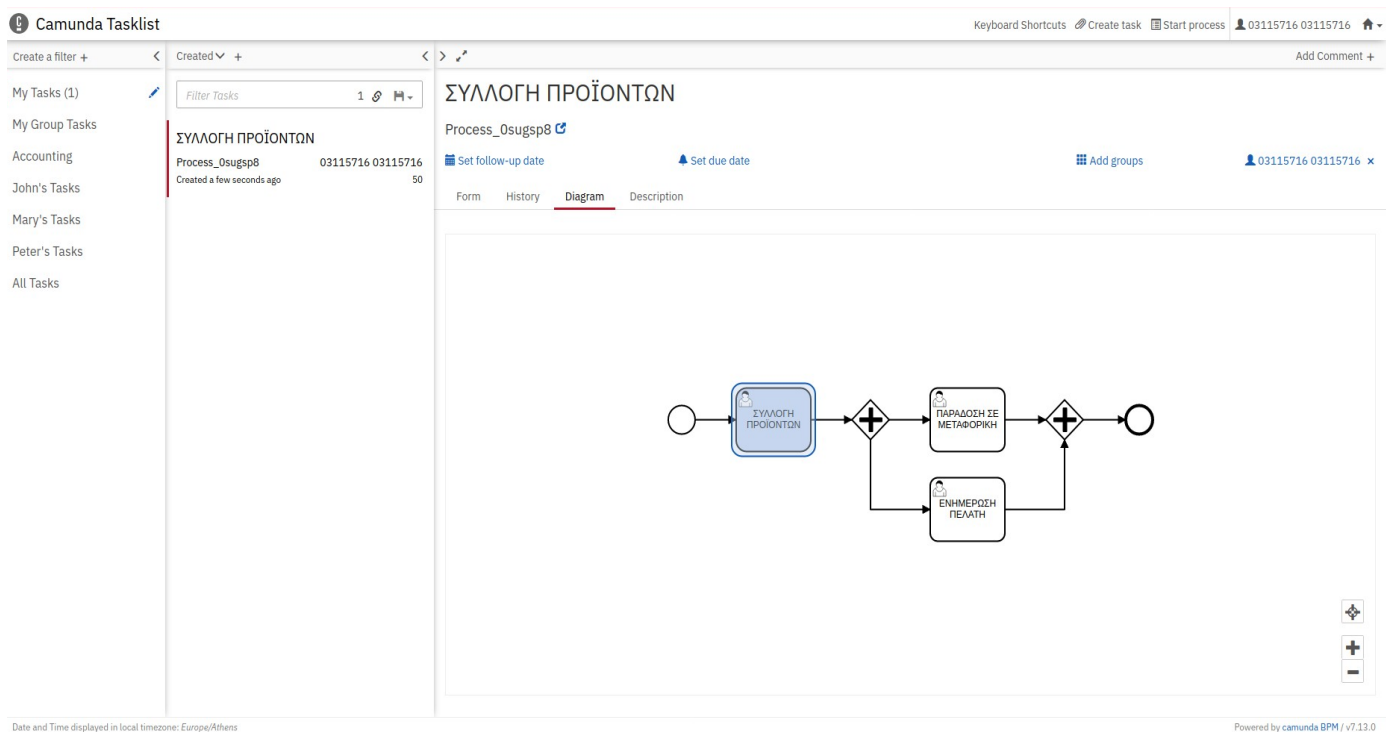 Camunda Tasklist
Keyboard Shortcuts Create task Start process 03115716 03115716
Create a filter +
Created +
Add Comment +
My Tasks (1)
My Group Tasks
Accounting
John's Tasks
Mary's Tasks
Peter's Tasks
All Tasks
Filter Tasks 1
ΣΥΛΛΟΓΗ ΠΡΟΪΟΝΤΩΝ
Process_0sugsp8 03115716 03115716
Created a few seconds ago 50
ΣΥΛΛΟΓΗ ΠΡΟΪΟΝΤΩΝ
Process_0sugsp8
Set follow-up date Set due date Add groups 03115716 03115716 ×
Form History Diagram Description
ΣΥΛΛΟΓΗ
ΠΡΟΪΟΝΤΩΝ
ΠΑΡΑΔΟΣΗ ΣΕ
ΜΕΤΑΦΟΡΙΚΗ
ΕΝΗΜΕΡΩΣΗ
ΠΕΛΑΤΗ
Date and Time displayed in local timezone: Europe/Athens
Powered by camunda BPM / v7.13.0